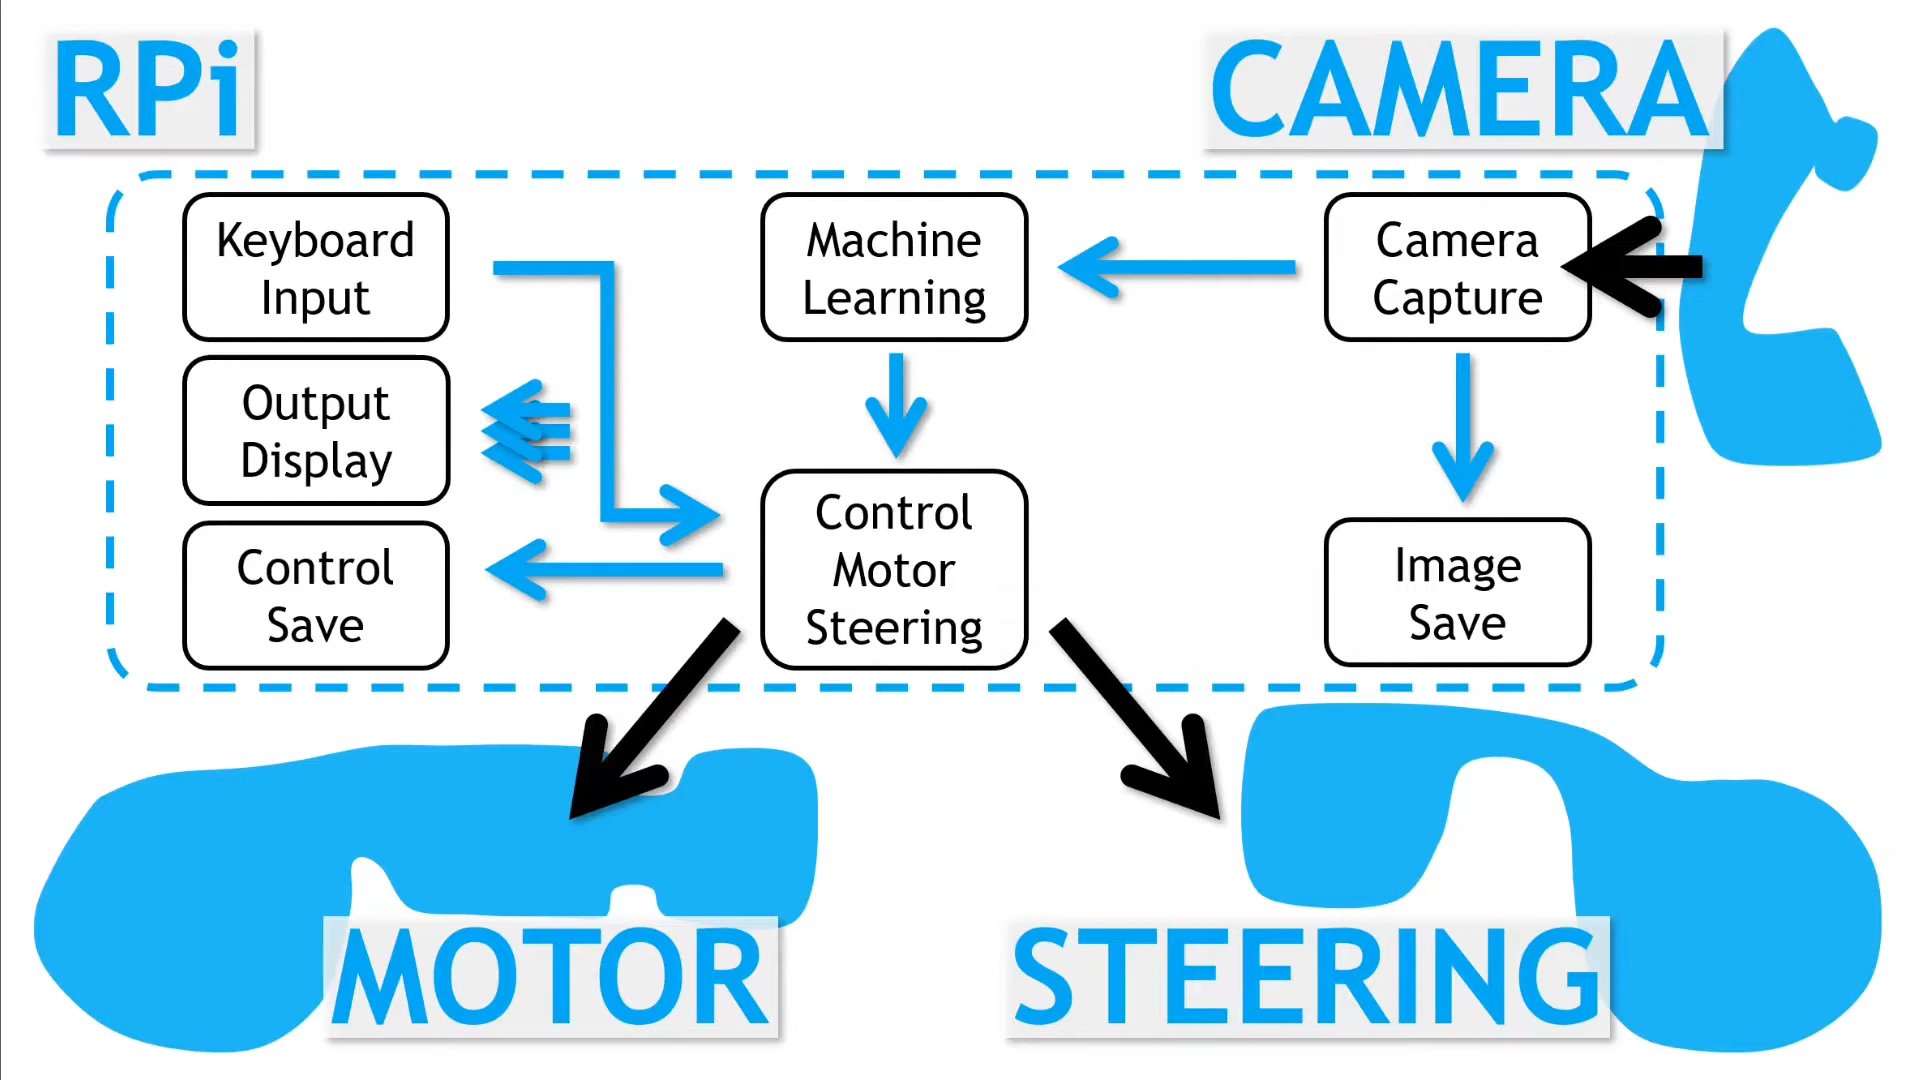 RPi
CAMERA
Keyboard
Input
Machine
Learning
Camera
Capture
Output
Display
Control
Save
Control
Motor
Steering
Image
Save
MOTOR
STEERING